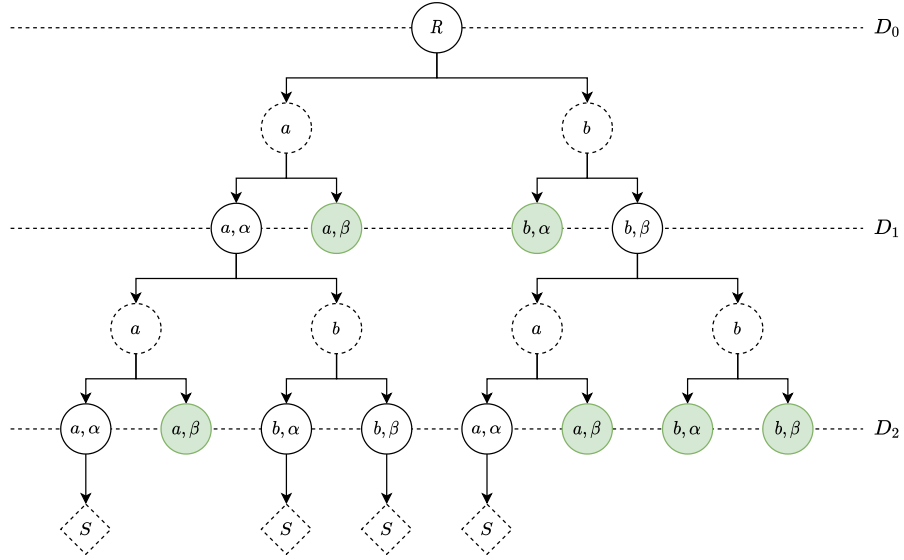 R D₀
a b
a, α a, β b, α b, β D₁
a b a b
a, α a, β b, α b, β a, α a, β b, α b, β D₂
S S S S